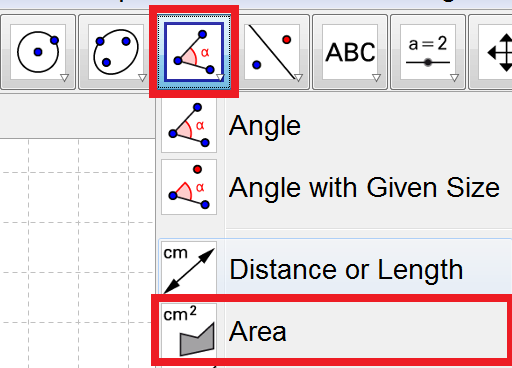 α
ABC
a=2
α
Angle
α
Angle with Given Size
cm
Distance or Length
cm²
Area